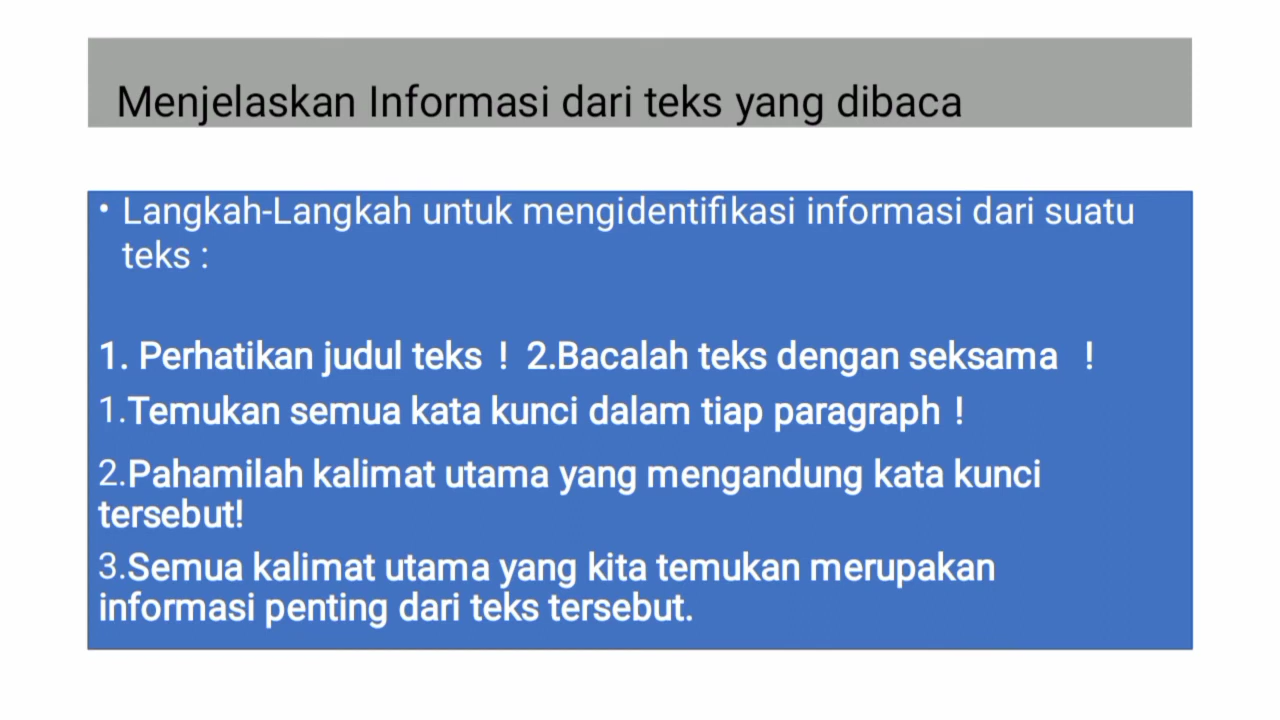 Menjelaskan Informasi dari teks yang dibaca
• Langkah-Langkah untuk mengidentifikasi informasi dari suatu
teks :
1. Perhatikan judul teks ! 2.Bacalah teks dengan seksama !
1.Temukan semua kata kunci dalam tiap paragraph !
2.Pahamilah kalimat utama yang mengandung kata kunci
tersebut!
3.Semua kalimat utama yang kita temukan merupakan
informasi penting dari teks tersebut.